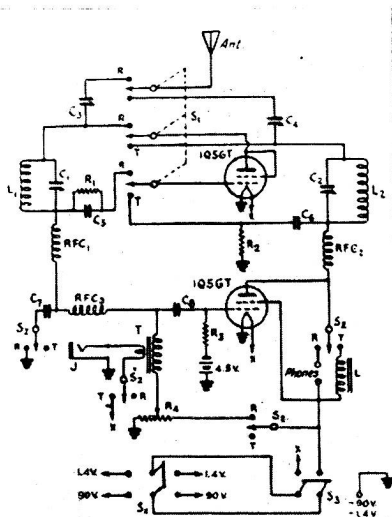 Ant.
R
C3
S1
C4
R
T
1Q5GT
L1
C1
R1
R
C2
L2
C5
T
C6
RFC1
R2
RFC2
1Q5GT
C7
RFC3
C8
S2
T
S2
R T
R3
R T
J
S2
Phones
L
T R
4.5V.
X
X
R4
R
S2
T
X
1.4V.
1.4V.
90V.
90V.
S2
S3
-90V.
-1.4V.